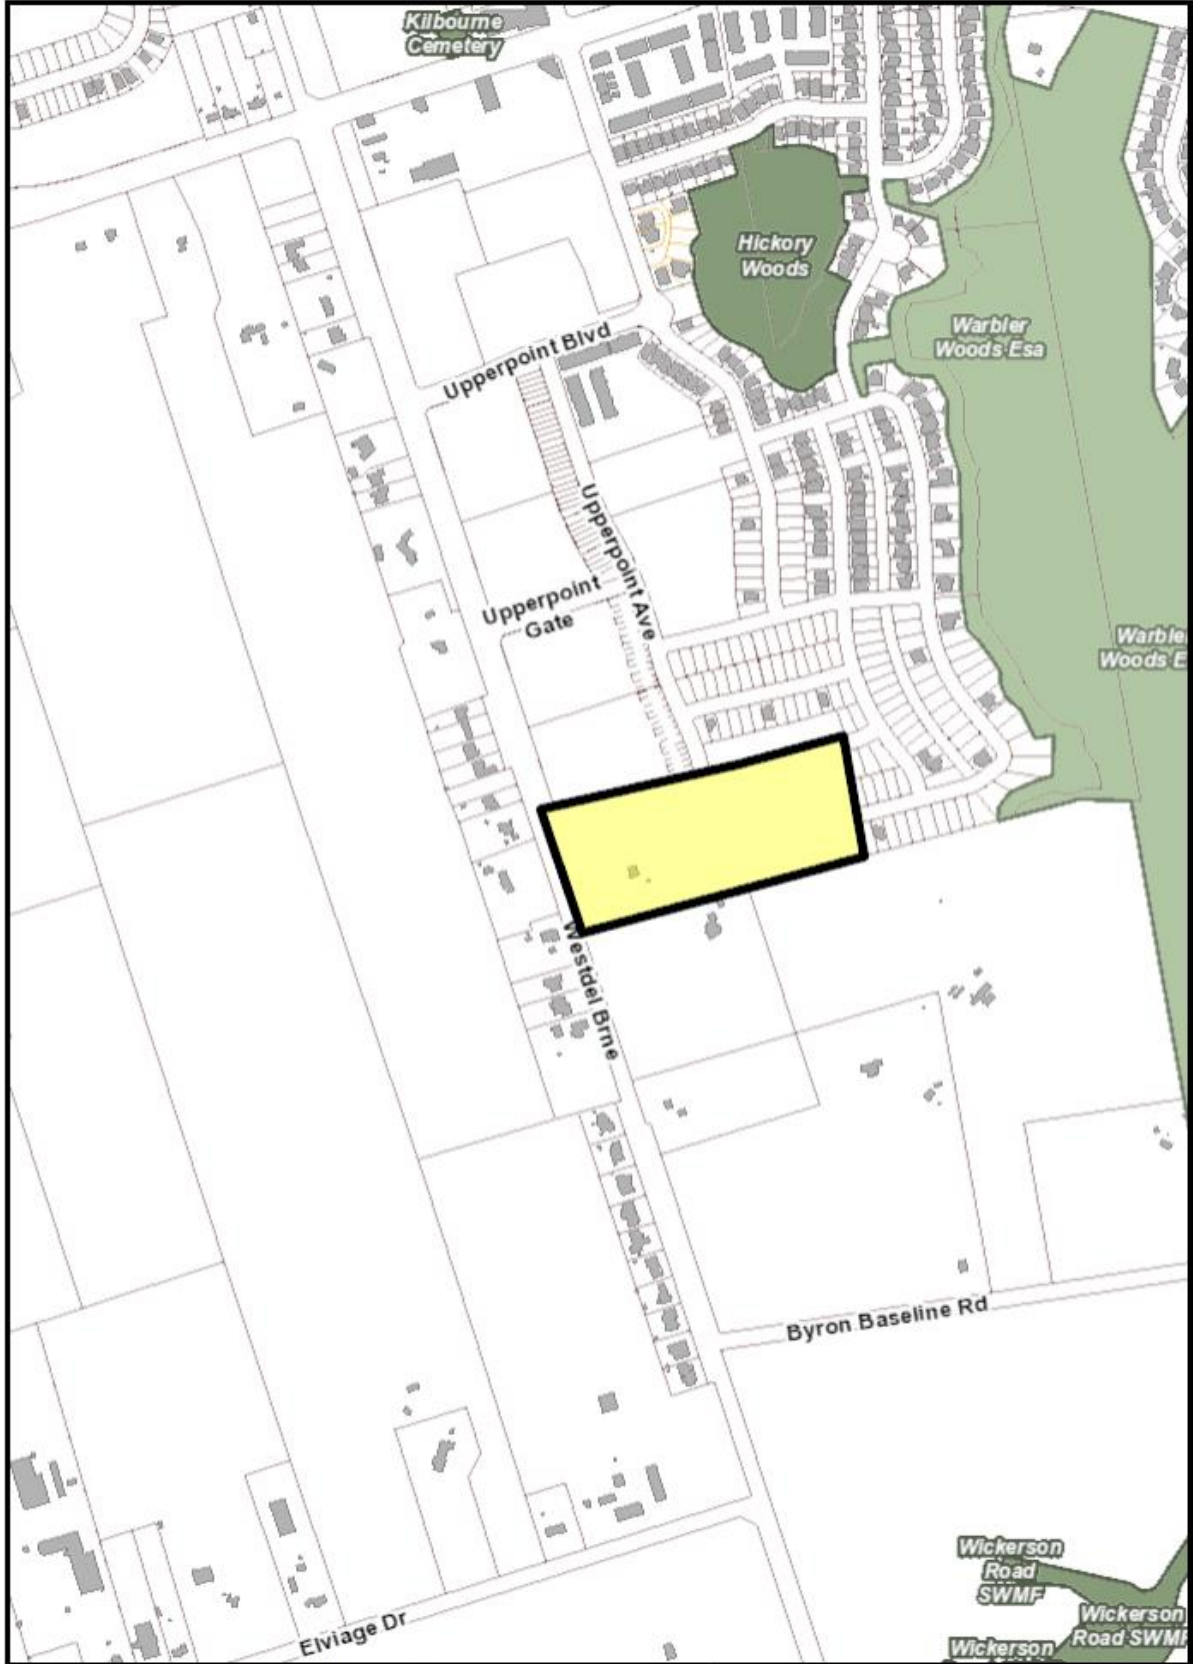 Kilbourne
Cemetery
Hickory
Woods
Warbler
Woods Esa
Upperpoint Blvd
Upperpoint Ave
Upperpoint
Gate
Warble
Woods E
Westdel Brne
Byron Baseline Rd
Elviage Dr
Wickerson
Road
SWMF
Wickerson
Road SWMF
Wickerson